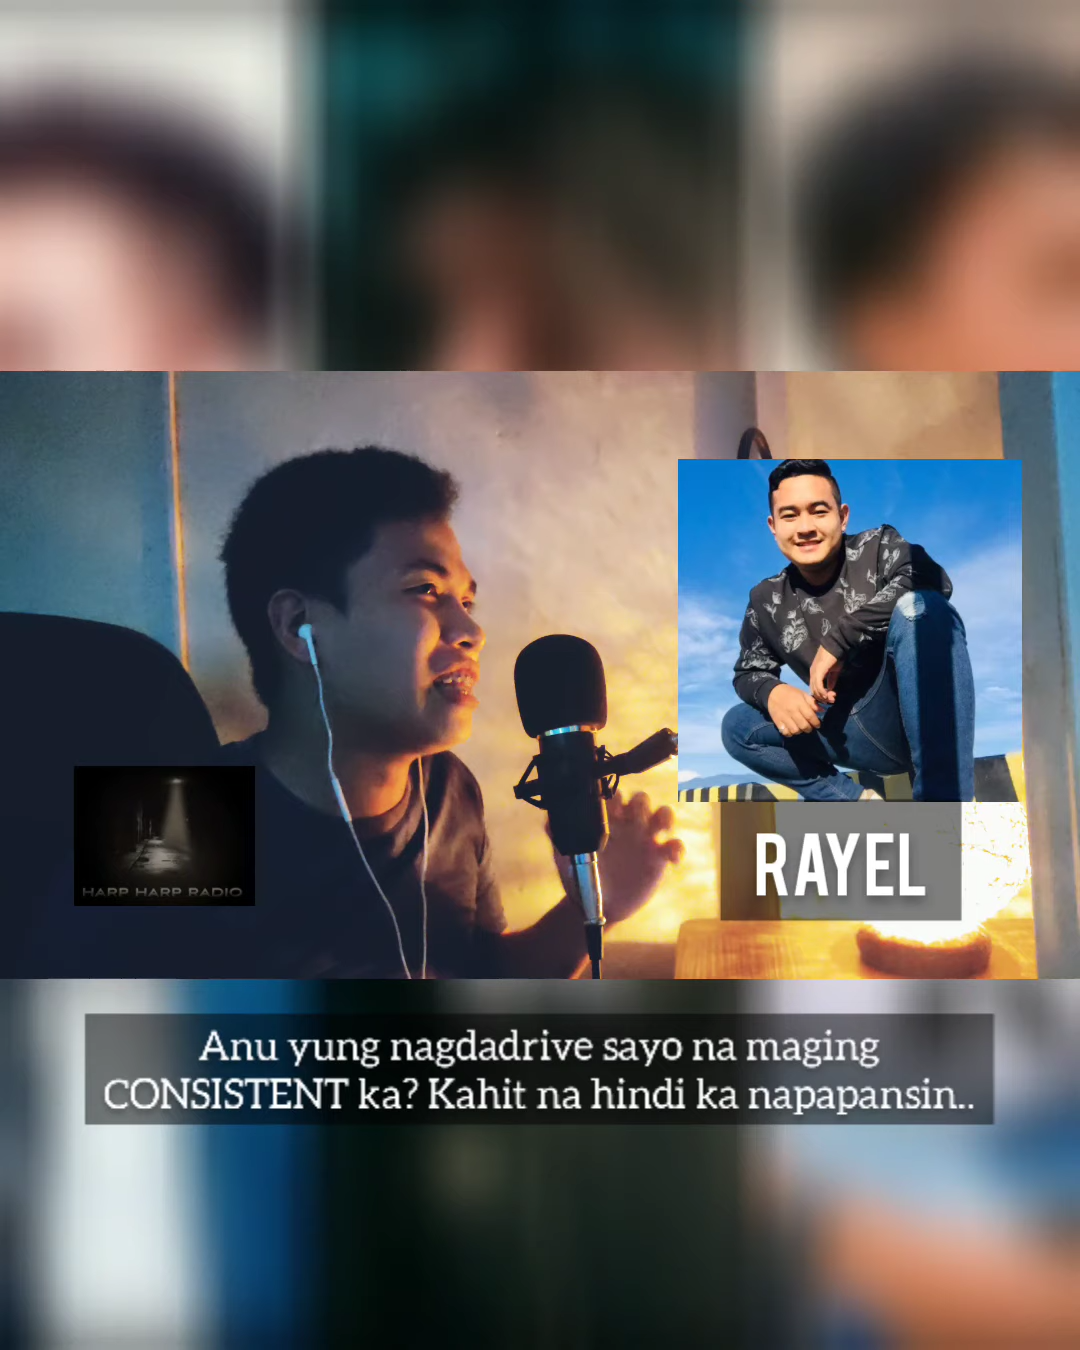 HARP HARP RADIO
RAYEL
Anu yung nagdadrive sayo na maging
CONSISTENT ka? Kahit na hindi ka napapansin..